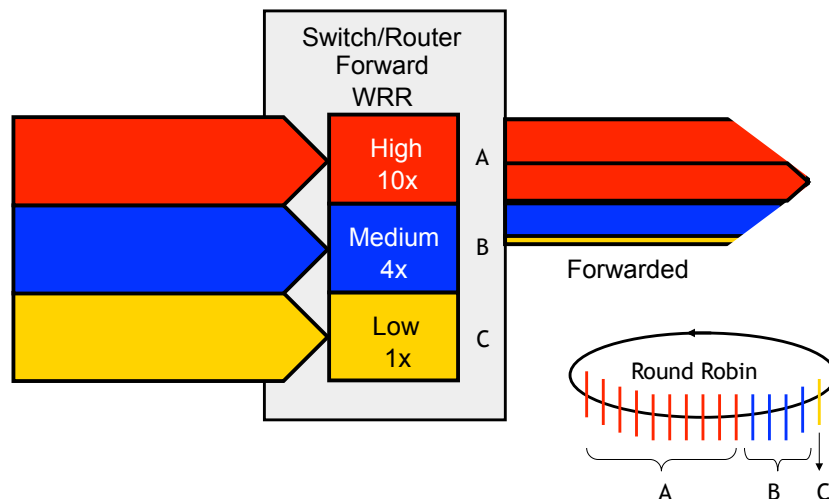 Switch/Router
Forward
WRR
High
10x
A
Medium
4x
B
Low
1x
C
Forwarded
Round Robin
A
B
C